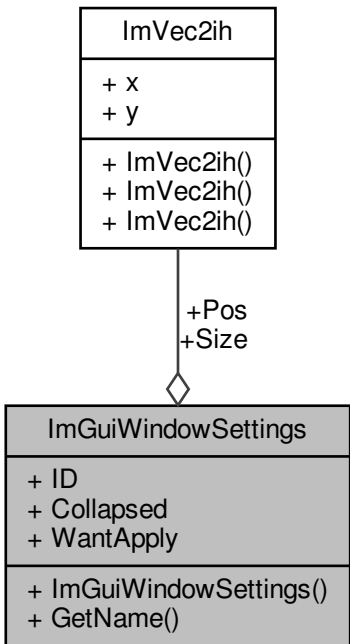 ImVec2ih
+ x
+ y
+ ImVec2ih()
+ ImVec2ih()
+ ImVec2ih()
+Pos
+Size
ImGuiWindowSettings
+ ID
+ Collapsed
+ WantApply
+ ImGuiWindowSettings()
+ GetName()